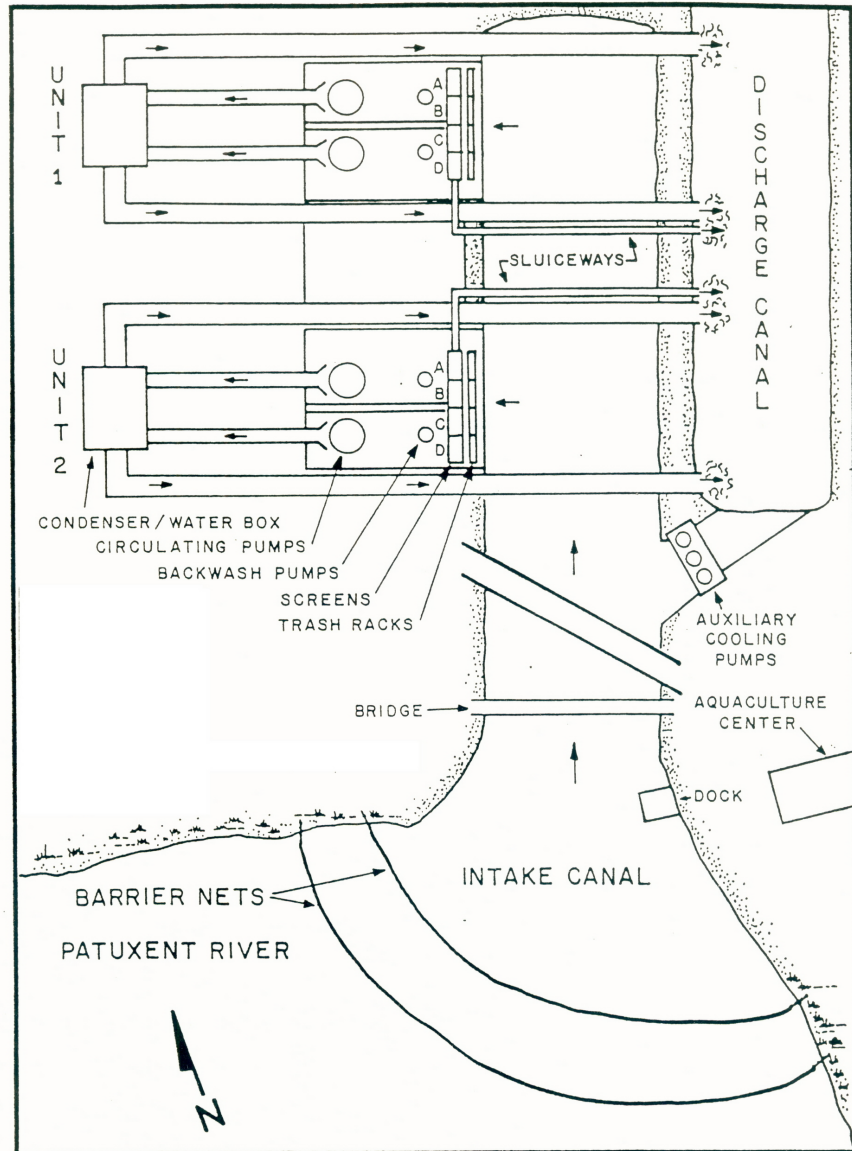 UNIT 1
A
B
C
D
DISCHARGE CANAL
SLUICEWAYS
UNIT 2
A
B
C
D
CONDENSER/WATER BOX
CIRCULATING PUMPS
BACKWASH PUMPS
SCREENS
TRASH RACKS
AUXILIARY
COOLING
PUMPS
BRIDGE
AQUACULTURE
CENTER
DOCK
INTAKE CANAL
BARRIER NETS
PATUXENT RIVER
N